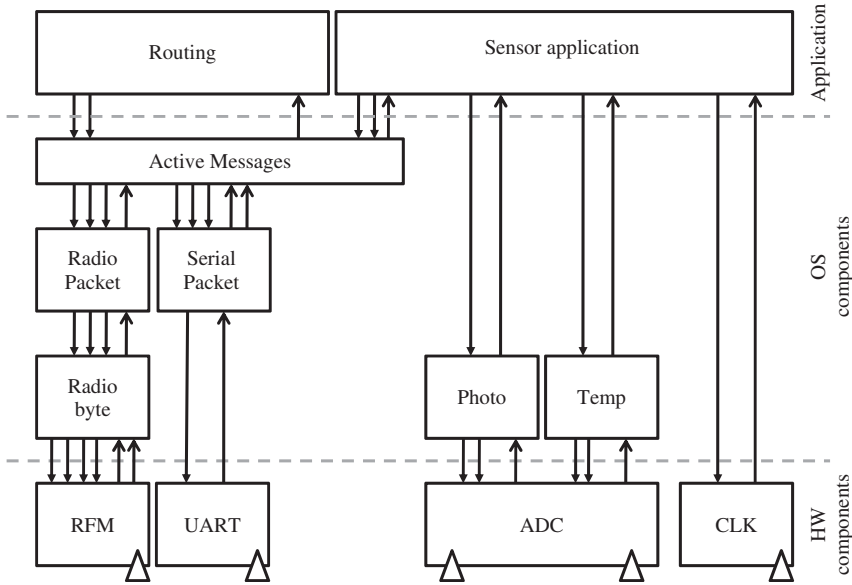 Routing
Sensor application
Application
Active Messages
Radio
Packet
Serial
Packet
OS
components
Radio
byte
Photo
Temp
RFM
UART
ADC
CLK
HW
components